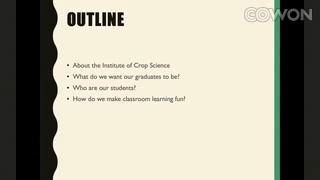 COWON
OUTLINE
• About the Institute of Crop Science
• What do we want our graduates to be?
• Who are our students?
• How do we make classroom learning fun?